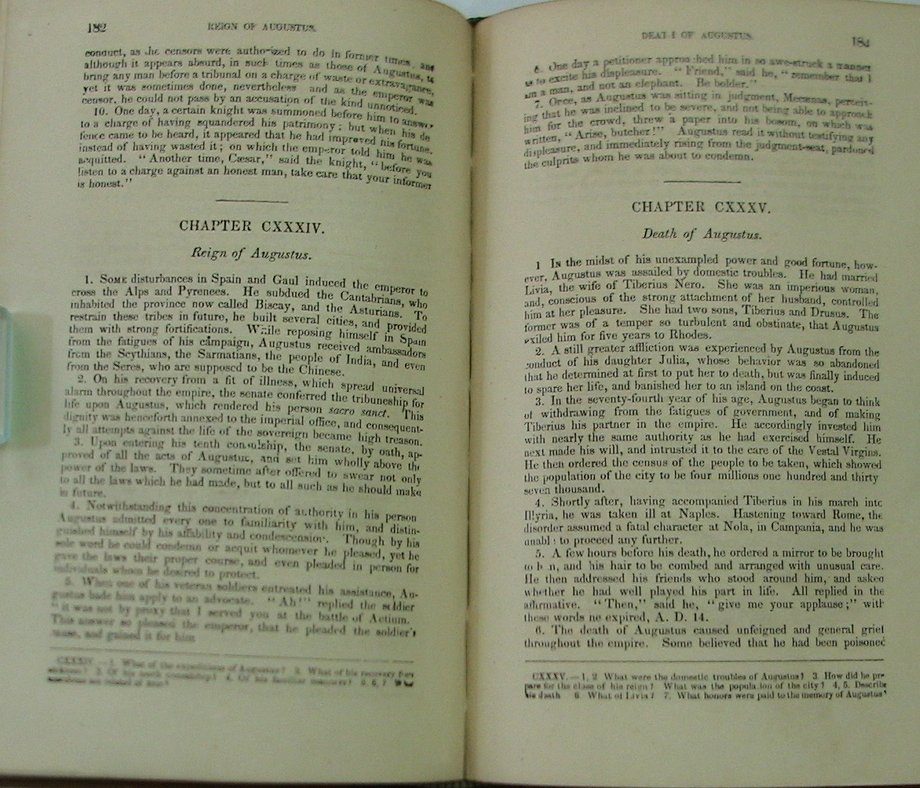 182 REIGN OF AUGUSTUS.
conduct, as the censors were authorized to do in former times, and
although it appears absurd, in such times as those of Augustus, to
bring any man before a tribunal on a charge of waste or extravagance,
yet it was sometimes done, nevertheless and as the emperor was
censor, he could not pass by an accusation of the kind unnoticed.
10. One day, a certain knight was summoned before him to answer
to a charge of having squandered his patrimony; but when his de
fence came to be heard, it appeared that he had improved his fortune
instead of having wasted it; on which the emperor told him he was
acquitted. "Another time, Cæsar," said the knight, "before you
listen to a charge against an honest man, take care that your informer
is honest."
CHAPTER CXXXIV.
Reign of Augustus.
1. SOME disturbances in Spain and Gaul induced the emperor to
cross the Alps and Pyrenees. He subdued the Cantabrians, who
inhabited the province now called Biscay, and the Asturians. To
restrain these tribes in future, he built several cities, and provided
them with strong fortifications. While reposing himself in Spain
from the fatigues of his campaign, Augustus received ambassadors
from the Scythians, the Sarmatians, the people of India, and even
from the Seres, who are supposed to be the Chinese.
2. On his recovery from a fit of illness, which spread universal
alarm throughout the empire, the senate conferred the tribuneship for
life upon Augustus, which rendered his person sacro sanct. This
dignity was henceforth annexed to the imperial office, and consequent-
ly all attempts against the life of the sovereign became high treason.
3. Upon entering his tenth consulship, the senate, by oath, ap-
proved of all the acts of Augustus, and set him wholly above the
power of the laws. They sometime after offered to swear not only
to all the laws which he had made, but to all such as he should make
in future.
4. Notwithstanding this concentration of authority in his person
Augustus admitted every one to familiarity with him, and distin-
guished himself by his affability and condescension. Though by his
sole word he could condemn or acquit whomever he pleased, yet he
gave the laws their proper course, and even pleaded in person for
individuals whom he desired to protect.
5. When one of his veteran soldiers entreated his assistance, Au-
gustus bade him apply to an advocate. "Ah!" replied the soldier
"it was not by proxy that I served you at the battle of Actium.
This answer so pleased the emperor, that he pleaded the soldier's
cause, and gained it for him
CXXXIV.—1. What of the expeditions of Augustus? 2. What of his recovery from
sickness? 3. Of his tenth consulship? 4. Of his familiar manners? 5, 6, 7 What
DEATH OF AUGUSTUS. 183
6. One day a petitioner approached him in so awe-struck a manner
as to excite his displeasure. "Friend," said he, "remember that I
am a man, and not an elephant. Be bolder."
7. Once, as Augustus was sitting in judgment, Mecænas, perceiv-
ing that he was inclined to be severe, and not being able to approach
him for the crowd, threw a paper into his bosom, on which was
written, "Arise, butcher!" Augustus read it without testifying any
displeasure, and immediately rising from the judgment-seat, pardoned
the culprits whom he was about to condemn.
CHAPTER CXXXV.
Death of Augustus.
1 IN the midst of his unexampled power and good fortune, how-
ever, Augustus was assailed by domestic troubles. He had married
Livia, the wife of Tiberius Nero. She was an imperious woman,
and, conscious of the strong attachment of her husband, controlled
him at her pleasure. She had two sons, Tiberius and Drusus. The
former was of a temper so turbulent and obstinate, that Augustus
exiled him for five years to Rhodes.
2. A still greater affliction was experienced by Augustus from the
conduct of his daughter Julia, whose behavior was so abandoned
that he determined at first to put her to death, but was finally induced
to spare her life, and banished her to an island on the coast.
3. In the seventy-fourth year of his age, Augustus began to think
of withdrawing from the fatigues of government, and of making
Tiberius his partner in the empire. He accordingly invested him
with nearly the same authority as he had exercised himself. He
next made his will, and intrusted it to the care of the Vestal Virgins.
He then ordered the census of the people to be taken, which showed
the population of the city to be four millions one hundred and thirty
seven thousand.
4. Shortly after, having accompanied Tiberius in his march into
Illyria, he was taken ill at Naples. Hastening toward Rome, the
disorder assumed a fatal character at Nola, in Campania, and he was
unable to proceed any further.
5. A few hours before his death, he ordered a mirror to be brought
to him, and his hair to be combed and arranged with unusual care.
He then addressed his friends who stood around him, and asked
whether he had well played his part in life. All replied in the
affirmative. "Then," said he, "give me your applause;" with
these words he expired, A. D. 14.
6. The death of Augustus caused unfeigned and general grief
throughout the empire. Some believed that he had been poisoned
CXXXV.—1, 2 What were the domestic troubles of Augustus? 3 How did he pre
pare for the close of his reign? What was the population of the city? 4, 5. Describe
his death 6. What of Livia? 7. What honors were paid to the memory of Augustus?